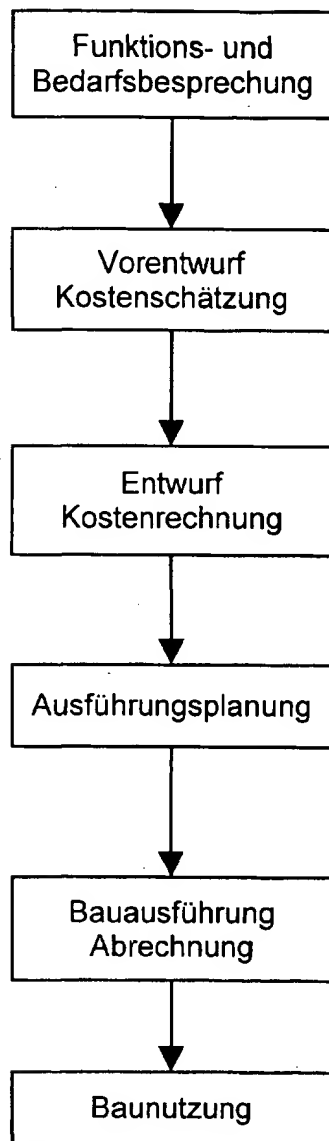 Funktions- und
Bedarfsbesprechung
Vorentwurf
Kostenschätzung
Entwurf
Kostenrechnung
Ausführungsplanung
Bauausführung
Abrechnung
Baunutzung